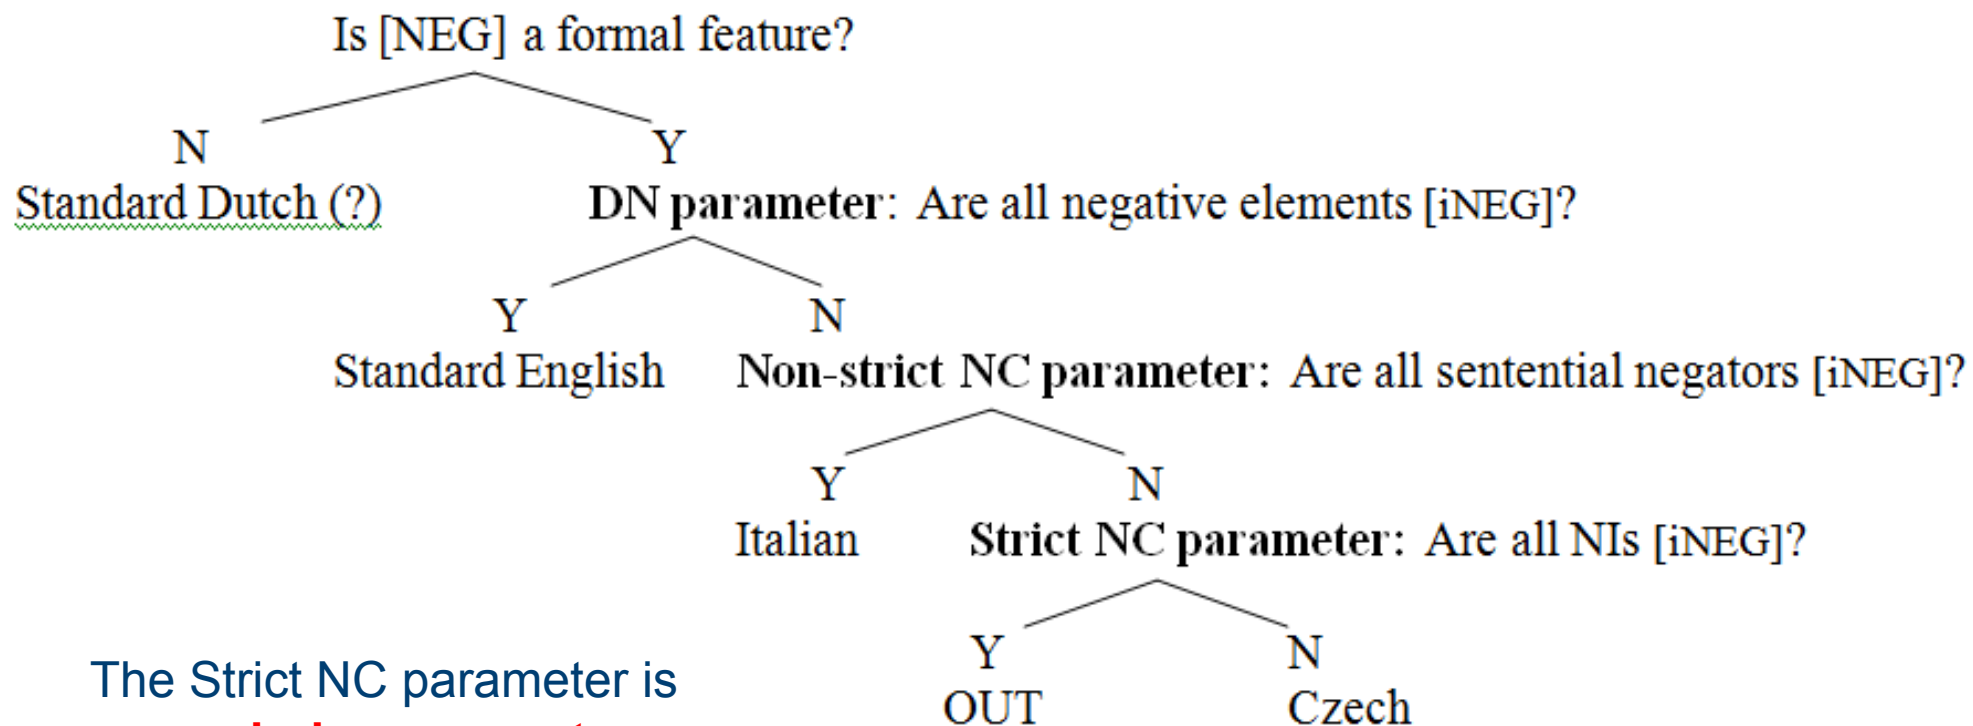 Is [NEG] a formal feature?
N Y
Standard Dutch (?) DN parameter: Are all negative elements [iNEG]?
Y N
Standard English Non-strict NC parameter: Are all sentential negators [iNEG]?
Y N
Italian Strict NC parameter: Are all NIs [iNEG]?
Y N
OUT Czech
The Strict NC parameter is